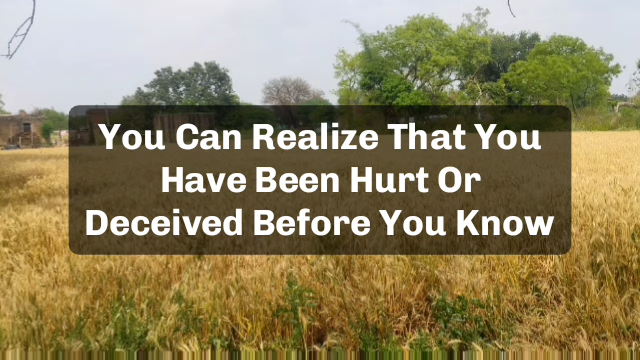 You Can Realize That You
Have Been Hurt Or
Deceived Before You Know